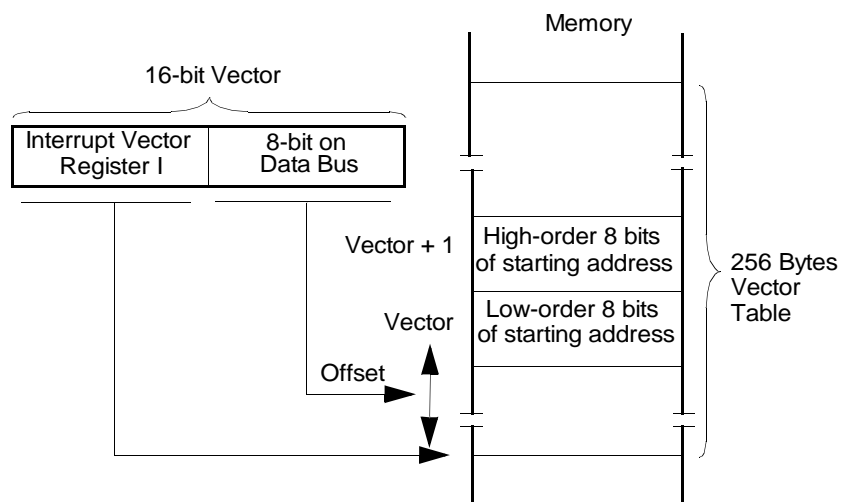 Memory
16-bit Vector
Interrupt Vector
Register I
8-bit on
Data Bus
Vector + 1
High-order 8 bits
of starting address
256 Bytes
Vector
Table
Vector
Low-order 8 bits
of starting address
Offset